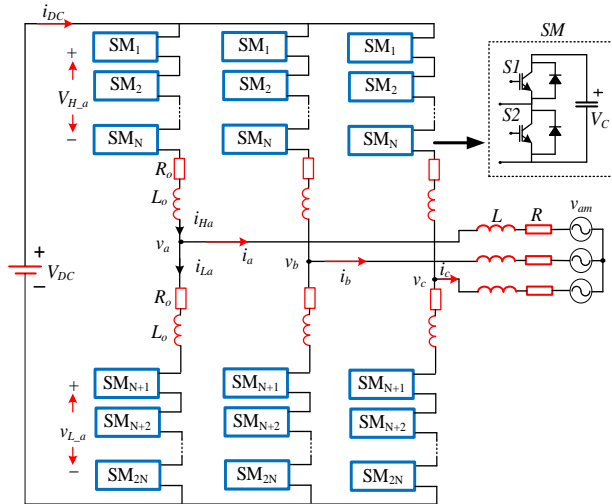 i_DC
SM_1 SM_1 SM_1
SM
+
V_H_a
−
SM_2 SM_2 SM_2
S1
S2
+
V_C
SM_N SM_N SM_N
R_o
L_o
i_Ha
v_a
i_a
i_La
v_b
i_b
v_c
i_c
L
R
v_am
+
−
V_DC
R_o
L_o
+
v_L_a
−
SM_N+1 SM_N+1 SM_N+1
SM_N+2 SM_N+2 SM_N+2
SM_2N SM_2N SM_2N